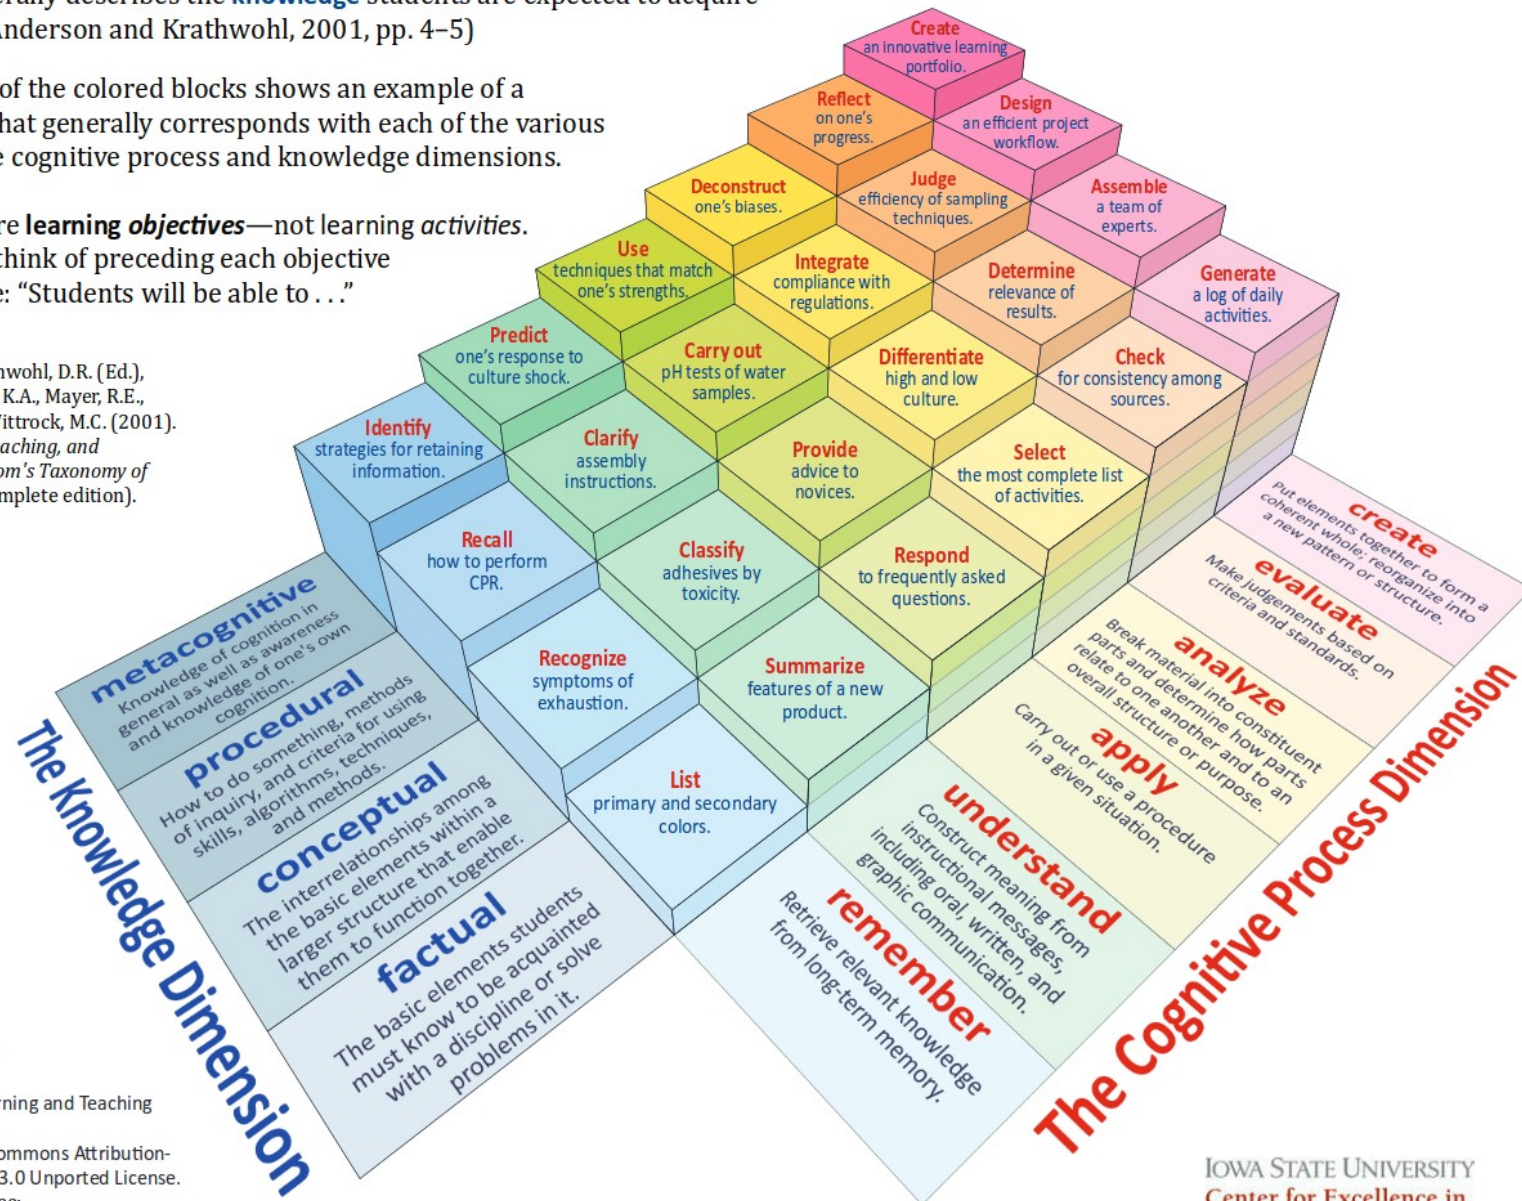 knowledge students are expected to acquire
Anderson and Krathwohl, 2001, pp. 4–5)
of the colored blocks shows an example of a
that generally corresponds with each of the various
cognitive process and knowledge dimensions.
learning objectives—not learning activities.
think of preceding each objective
“Students will be able to . . .”
D.R. (Ed.),
K.A., Mayer, R.E.,
M.C. (2001).
and
Taxonomy of
edition).
Create
an innovative learning
portfolio.
Reflect
on one's
progress.
Design
an efficient project
workflow.
Deconstruct
one's biases.
Judge
efficiency of sampling
techniques.
Assemble
a team of
experts.
Use
techniques that match
one's strengths.
Integrate
compliance with
regulations.
Determine
relevance of
results.
Generate
a log of daily
activities.
Predict
one's response to
culture shock.
Carry out
pH tests of water
samples.
Differentiate
high and low
culture.
Check
for consistency among
sources.
Identify
strategies for retaining
information.
Clarify
assembly
instructions.
Provide
advice to
novices.
Select
the most complete list
of activities.
Recall
how to perform
CPR.
Classify
adhesives by
toxicity.
Respond
to frequently asked
questions.
Recognize
symptoms of
exhaustion.
Summarize
features of a new
product.
List
primary and secondary
colors.
metacognitive
Knowledge of cognition in
general as well as awareness
and knowledge of one's own
cognition.
procedural
How to do something, methods
of inquiry, and criteria for using
skills, algorithms, techniques,
and methods.
conceptual
The interrelationships among
the basic elements within a
larger structure that enable
them to function together.
factual
The basic elements students
must know to be acquainted
with a discipline or solve
problems in it.
The Knowledge Dimension
remember
Retrieve relevant knowledge
from long-term memory.
understand
Construct meaning from
instructional messages,
including oral, written, and
graphic communication.
apply
Carry out or use a procedure
in a given situation.
analyze
Break material into constituent
parts and determine how parts
relate to one another and to an
overall structure or purpose.
evaluate
Make judgements based on
criteria and standards.
create
Put elements together to form a
coherent whole; reorganize into
a new pattern or structure.
The Cognitive Process Dimension
and Teaching
Attribution-
3.0 Unported License.
IOWA STATE UNIVERSITY
Center for Excellence in